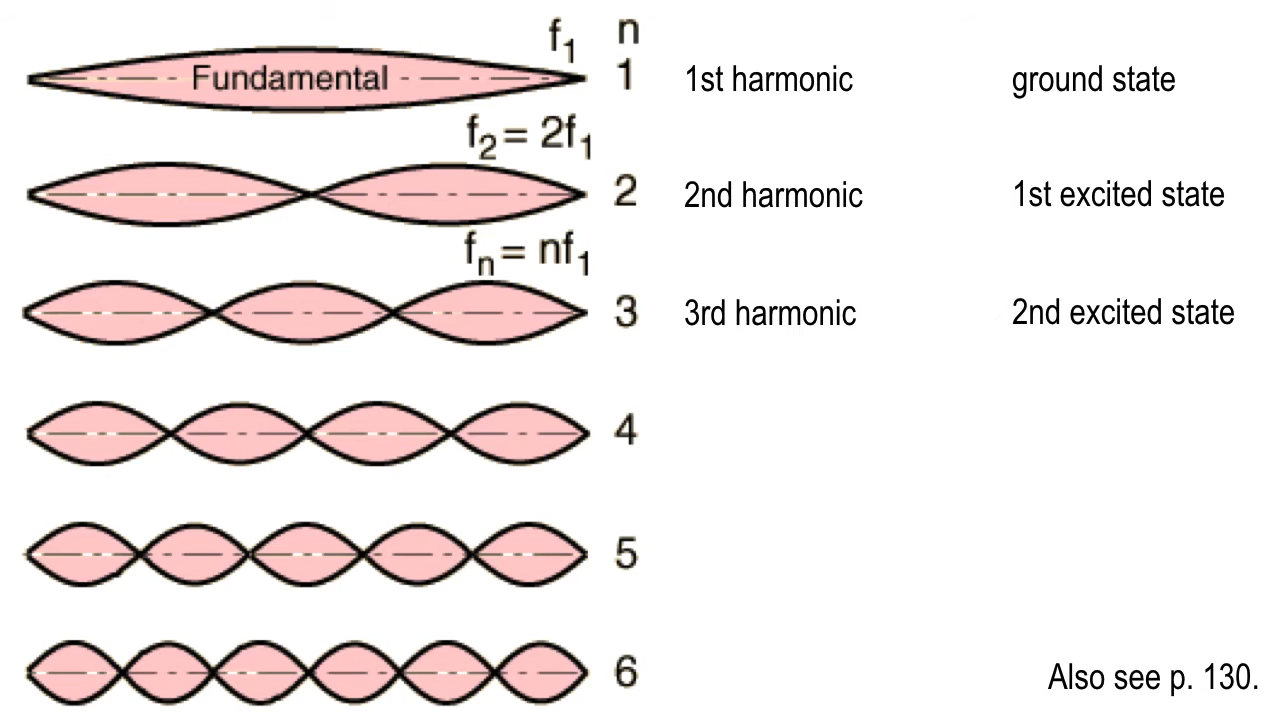 f₁ n
Fundamental 1 1st harmonic ground state
f₂ = 2f₁
2 2nd harmonic 1st excited state
fₙ = nf₁
3 3rd harmonic 2nd excited state
4
5
6
Also see p. 130.